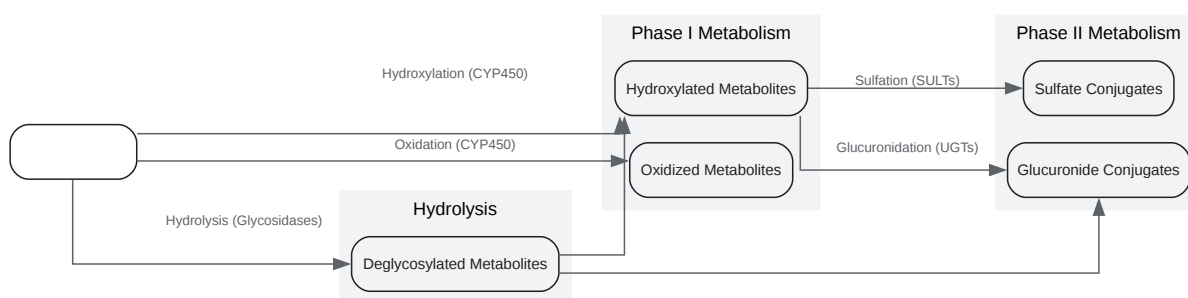 Phase I Metabolism
Phase II Metabolism
Hydroxylation (CYP450)
Hydroxylated Metabolites
Sulfation (SULTs)
Sulfate Conjugates
Oxidation (CYP450)
Glucuronidation (UGTs)
Oxidized Metabolites
Glucuronide Conjugates
Hydrolysis
Hydrolysis (Glycosidases)
Deglycosylated Metabolites